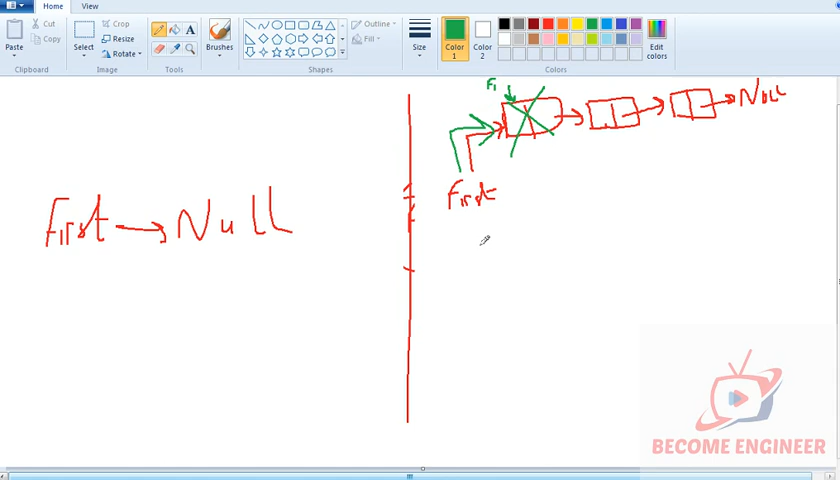 Home
View
Paste
Cut
Copy
Clipboard
Select
Crop
Resize
Rotate
Image
Tools
Brushes
Outline
Fill
Shapes
Size
Color 1
Color 2
Edit colors
Colors
F1
Null
First
First → Null
BECOME ENGINEER